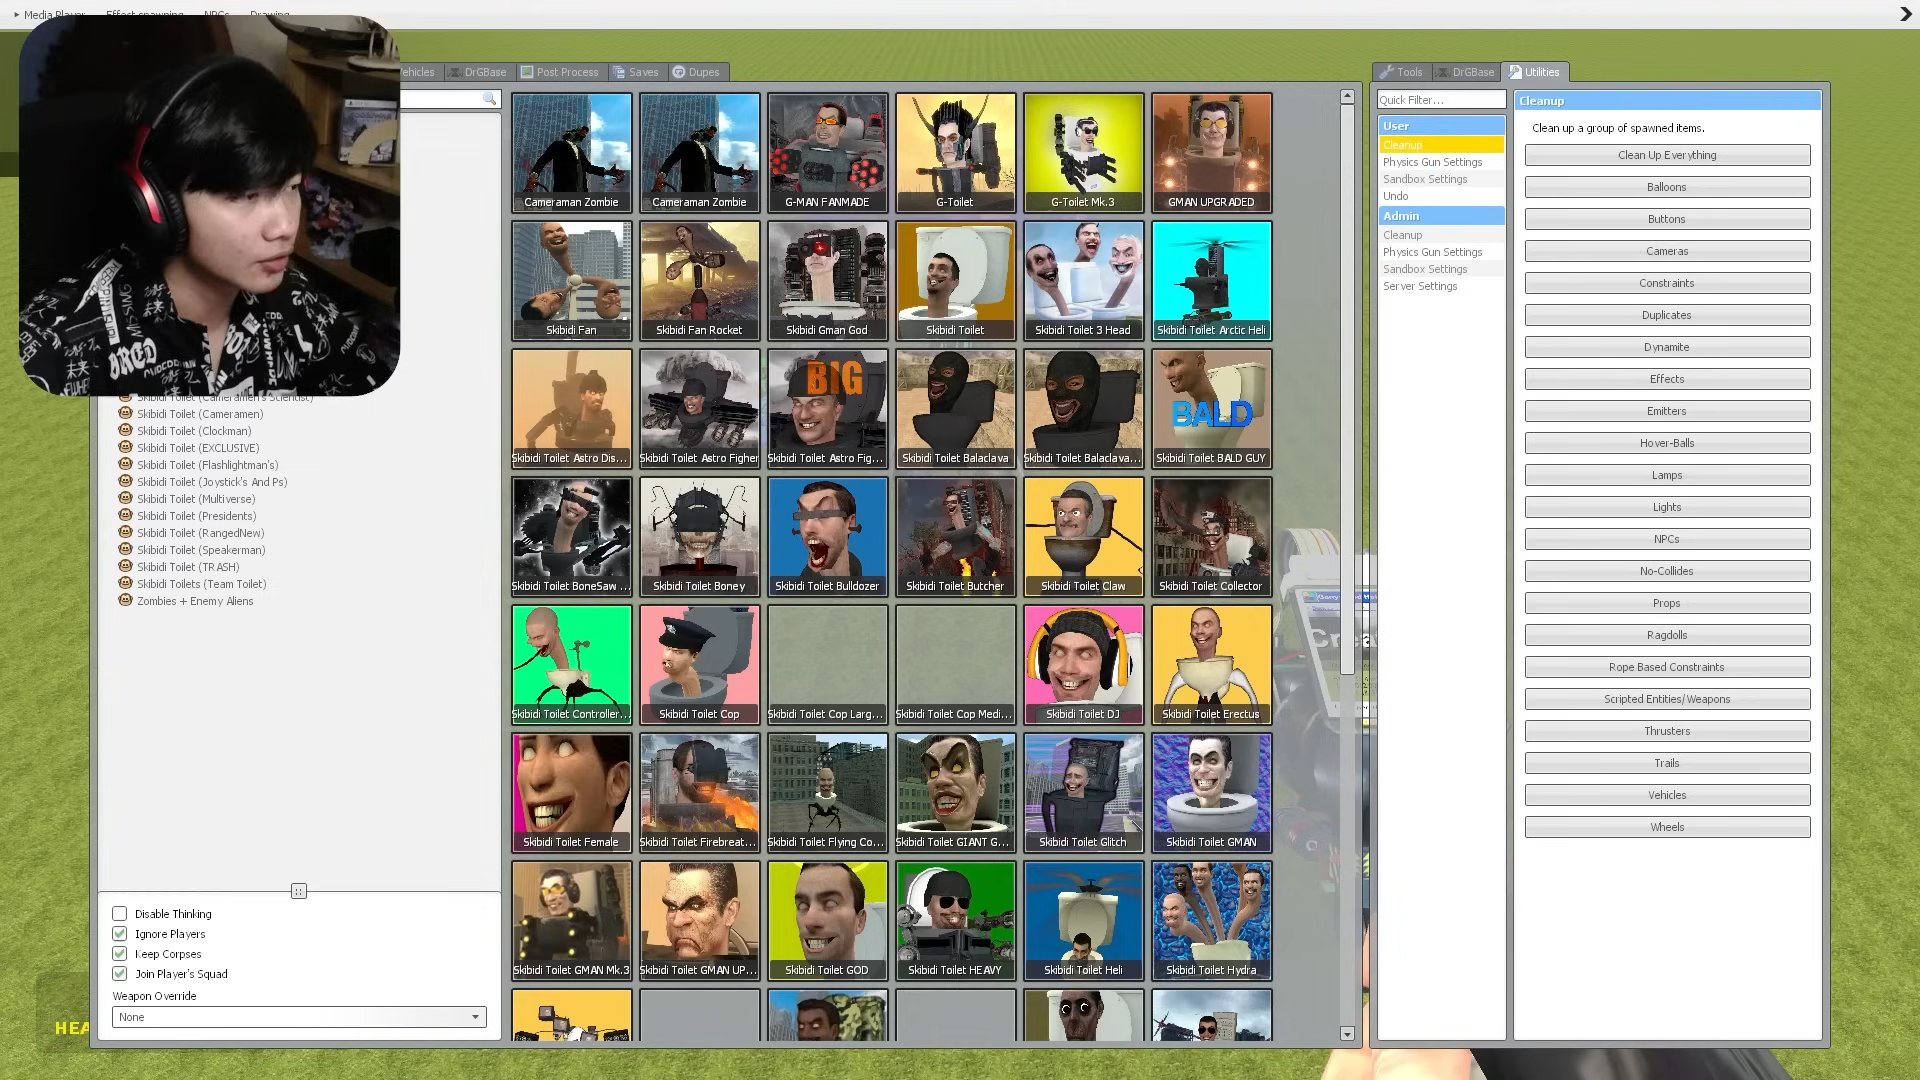 Media Player
Effect spawning
NPCs
Drawing
Vehicles
DrGBase
Post Process
Saves
Dupes
Tools
DrGBase
Utilities
Skibidi Toilet (Cameramen's Scientist)
Skibidi Toilet (Cameramen)
Skibidi Toilet (Clockman)
Skibidi Toilet (EXCLUSIVE)
Skibidi Toilet (Flashlightman's)
Skibidi Toilet (Joystick's And Ps)
Skibidi Toilet (Multiverse)
Skibidi Toilet (Presidents)
Skibidi Toilet (RangedNew)
Skibidi Toilet (Speakerman)
Skibidi Toilet (TRASH)
Skibidi Toilets (Team Toilet)
Zombies + Enemy Aliens
Disable Thinking
Ignore Players
Keep Corpses
Join Player's Squad
Weapon Override
None
HEA
Cameraman Zombie
Cameraman Zombie
G-MAN FANMADE
G-Toilet
G-Toilet Mk.3
GMAN UPGRADED
Skibidi Fan
Skibidi Fan Rocket
Skibidi Gman God
Skibidi Toilet
Skibidi Toilet 3 Head
Skibidi Toilet Arctic Heli
BIG
BALD
Skibidi Toilet Astro Dis...
Skibidi Toilet Astro Figher
Skibidi Toilet Astro Fig...
Skibidi Toilet Balaclava
Skibidi Toilet Balaclava...
Skibidi Toilet BALD GUY
Skibidi Toilet BoneSaw ...
Skibidi Toilet Boney
Skibidi Toilet Bulldozer
Skibidi Toilet Butcher
Skibidi Toilet Claw
Skibidi Toilet Collector
Skibidi Toilet Controller...
Skibidi Toilet Cop
Skibidi Toilet Cop Larg...
Skibidi Toilet Cop Medi...
Skibidi Toilet DJ
Skibidi Toilet Erectus
Skibidi Toilet Female
Skibidi Toilet Firebreat...
Skibidi Toilet Flying Co...
Skibidi Toilet GIANT G...
Skibidi Toilet Glitch
Skibidi Toilet GMAN
Skibidi Toilet GMAN Mk.3
Skibidi Toilet GMAN UP...
Skibidi Toilet GOD
Skibidi Toilet HEAVY
Skibidi Toilet Heli
Skibidi Toilet Hydra
Quick Filter...
User
Cleanup
Physics Gun Settings
Sandbox Settings
Undo
Admin
Cleanup
Physics Gun Settings
Sandbox Settings
Server Settings
Cleanup
Clean up a group of spawned items.
Clean Up Everything
Balloons
Buttons
Cameras
Constraints
Duplicates
Dynamite
Effects
Emitters
Hover-Balls
Lamps
Lights
NPCs
No-Collides
Props
Ragdolls
Rope Based Constraints
Scripted Entities/Weapons
Thrusters
Trails
Vehicles
Wheels